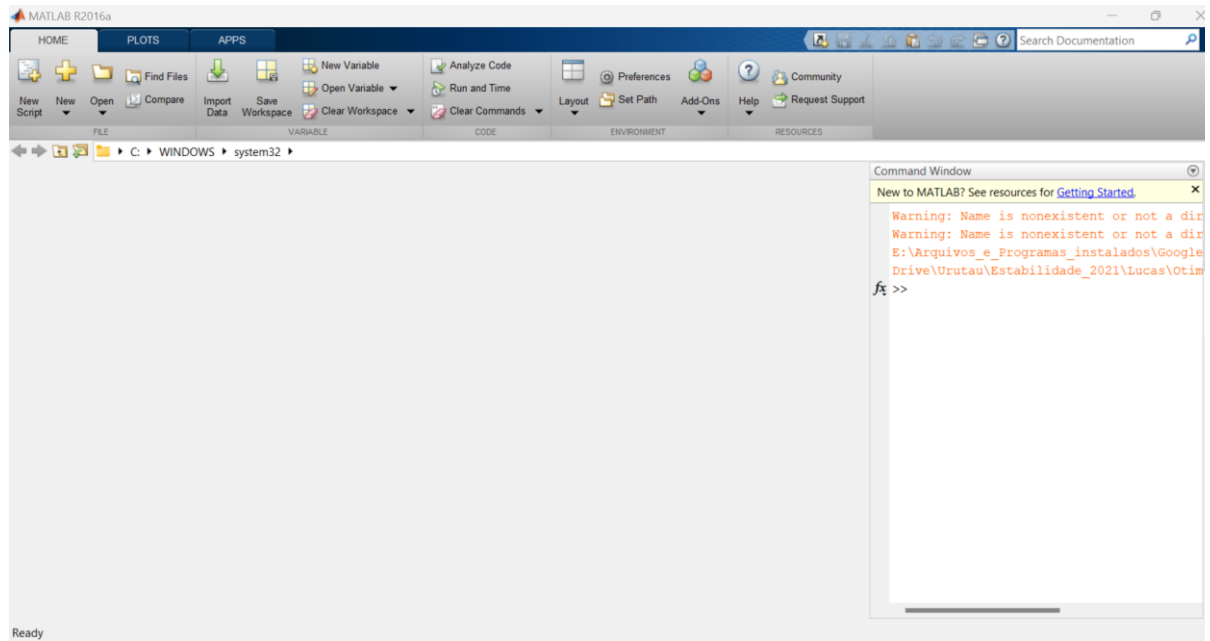 MATLAB R2016a
HOME PLOTS APPS
Search Documentation
New Script
New
Open
Find Files
Compare
FILE
Import Data
Save Workspace
New Variable
Open Variable
Clear Workspace
VARIABLE
Analyze Code
Run and Time
Clear Commands
CODE
Layout
Preferences
Set Path
Add-Ons
ENVIRONMENT
Help
Community
Request Support
RESOURCES
C: WINDOWS system32
Command Window
New to MATLAB? See resources for Getting Started.
Warning: Name is nonexistent or not a dir
Warning: Name is nonexistent or not a dir
E:\Arquivos_e_Programas_instalados\Google
Drive\Urutau\Estabilidade_2021\Lucas\Otim
fx >>
Ready